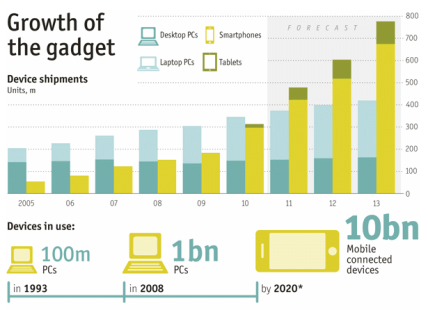 Growth of
the gadget
Device shipments
Units, m
Desktop PCs
Smartphones
Laptop PCs
Tablets
FORECAST
800
700
600
500
400
300
200
100
0
2005 06 07 08 09 10 11 12 13
Devices in use:
100m
PCs
in 1993
1bn
PCs
in 2008
10bn
Mobile
connected
devices
by 2020*